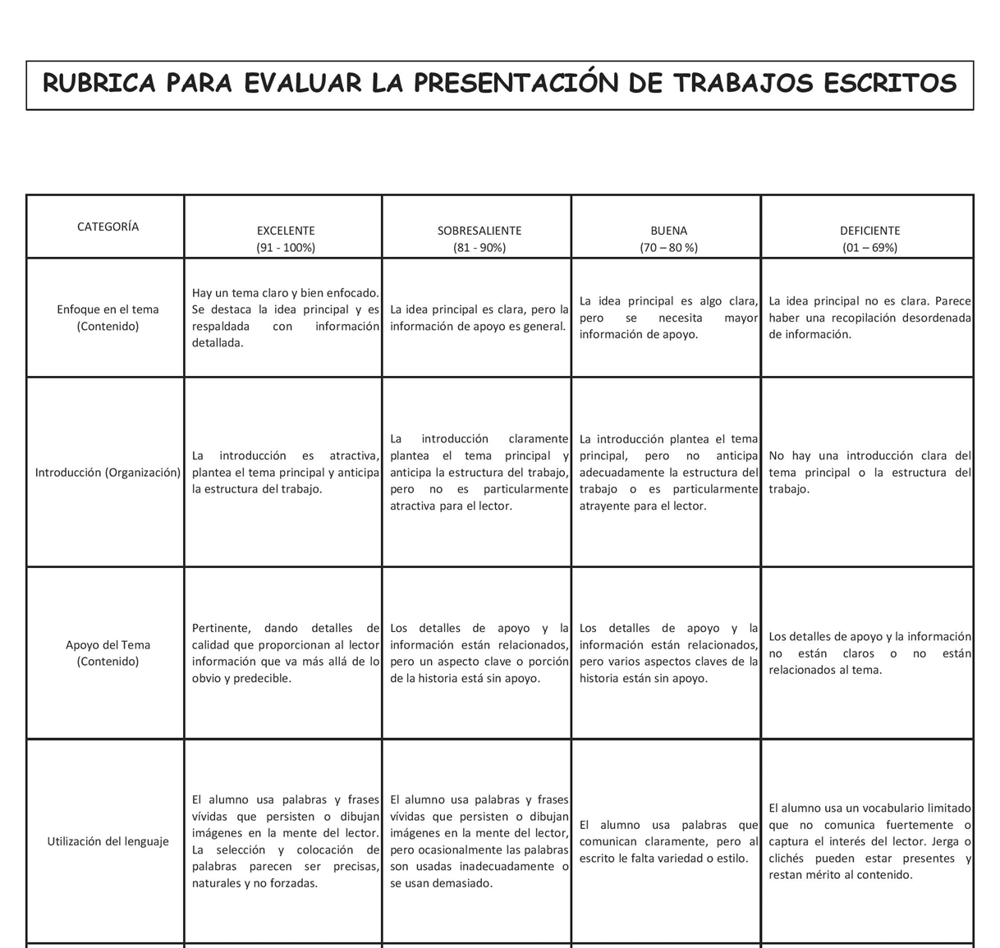 RUBRICA PARA EVALUAR LA PRESENTACIÓN DE TRABAJOS ESCRITOS
CATEGORÍA
EXCELENTE
(91 - 100%)
SOBRESALIENTE
(81 - 90%)
BUENA
(70 – 80 %)
DEFICIENTE
(01 – 69%)
Enfoque en el tema
(Contenido)
Hay un tema claro y bien enfocado.
Se destaca la idea principal y es
respaldada con información
detallada.
La idea principal es clara, pero la
información de apoyo es general.
La idea principal es algo clara,
pero se necesita mayor
información de apoyo.
La idea principal no es clara. Parece
haber una recopilación desordenada
de información.
Introducción (Organización)
La introducción es atractiva,
plantea el tema principal y anticipa
la estructura del trabajo.
La introducción claramente
plantea el tema principal y
anticipa la estructura del trabajo,
pero no es particularmente
atractiva para el lector.
La introducción plantea el tema
principal, pero no anticipa
adecuadamente la estructura del
trabajo o es particularmente
atrayente para el lector.
No hay una introducción clara del
tema principal o la estructura del
trabajo.
Apoyo del Tema
(Contenido)
Pertinente, dando detalles de
calidad que proporcionan al lector
información que va más allá de lo
obvio y predecible.
Los detalles de apoyo y la
información están relacionados,
pero un aspecto clave o porción
de la historia está sin apoyo.
Los detalles de apoyo y la
información están relacionados,
pero varios aspectos claves de la
historia están sin apoyo.
Los detalles de apoyo y la información
no están claros o no están
relacionados al tema.
Utilización del lenguaje
El alumno usa palabras y frases
vívidas que persisten o dibujan
imágenes en la mente del lector.
La selección y colocación de
palabras parecen ser precisas,
naturales y no forzadas.
El alumno usa palabras y frases
vívidas que persisten o dibujan
imágenes en la mente del lector,
pero ocasionalmente las palabras
son usadas inadecuadamente o
se usan demasiado.
El alumno usa palabras que
comunican claramente, pero al
escrito le falta variedad o estilo.
El alumno usa un vocabulario limitado
que no comunica fuertemente o
captura el interés del lector. Jerga o
clichés pueden estar presentes y
restan mérito al contenido.